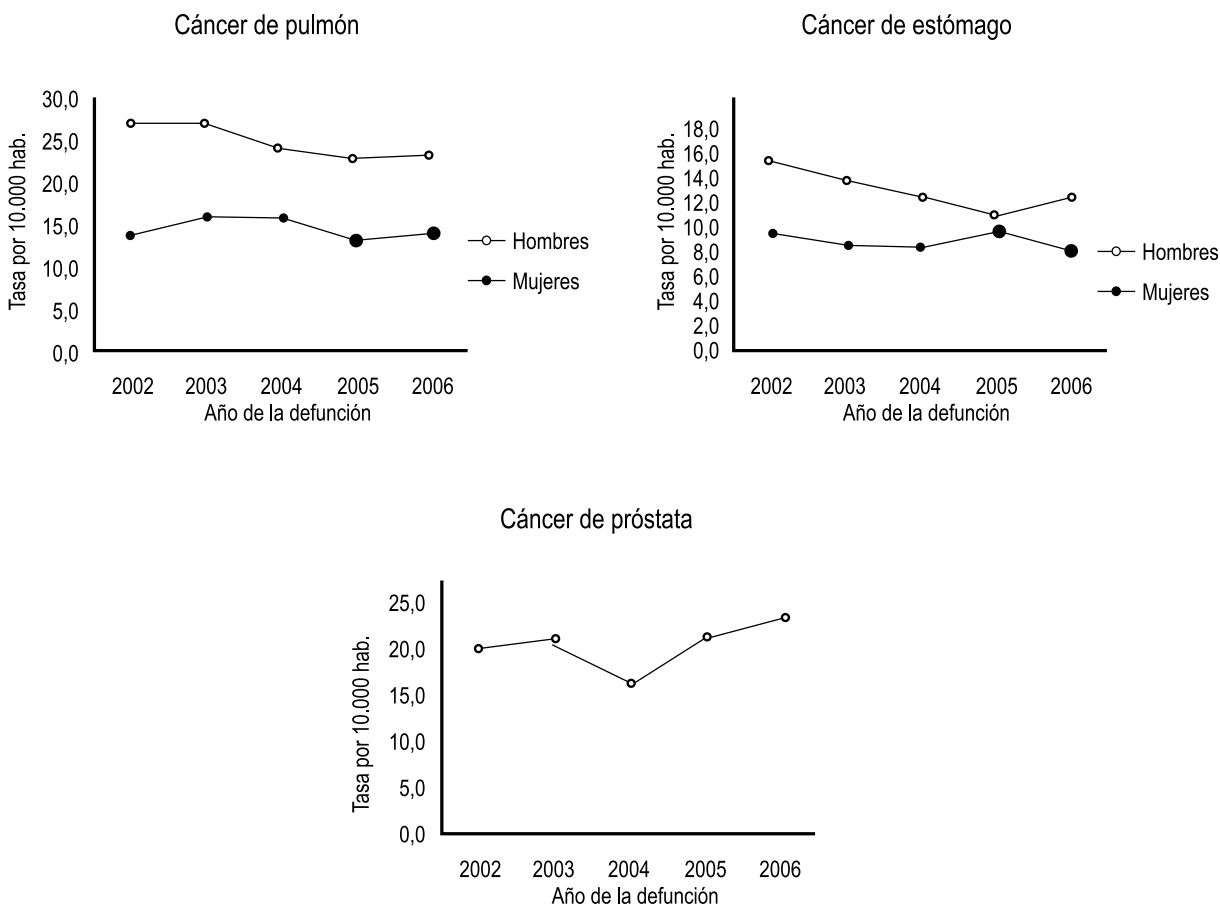 Cáncer de pulmón
Tasa por 10.000 hab.
30,0
25,0
20,0
15,0
10,0
5,0
0,0
2002 2003 2004 2005 2006
Año de la defunción
Hombres
Mujeres
Cáncer de estómago
Tasa por 10.000 hab.
18,0
16,0
14,0
12,0
10,0
8,0
6,0
4,0
2,0
0,0
2002 2003 2004 2005 2006
Año de la defunción
Hombres
Mujeres
Cáncer de próstata
Tasa por 10.000 hab.
25,0
20,0
15,0
10,0
5,0
0,0
2002 2003 2004 2005 2006
Año de la defunción